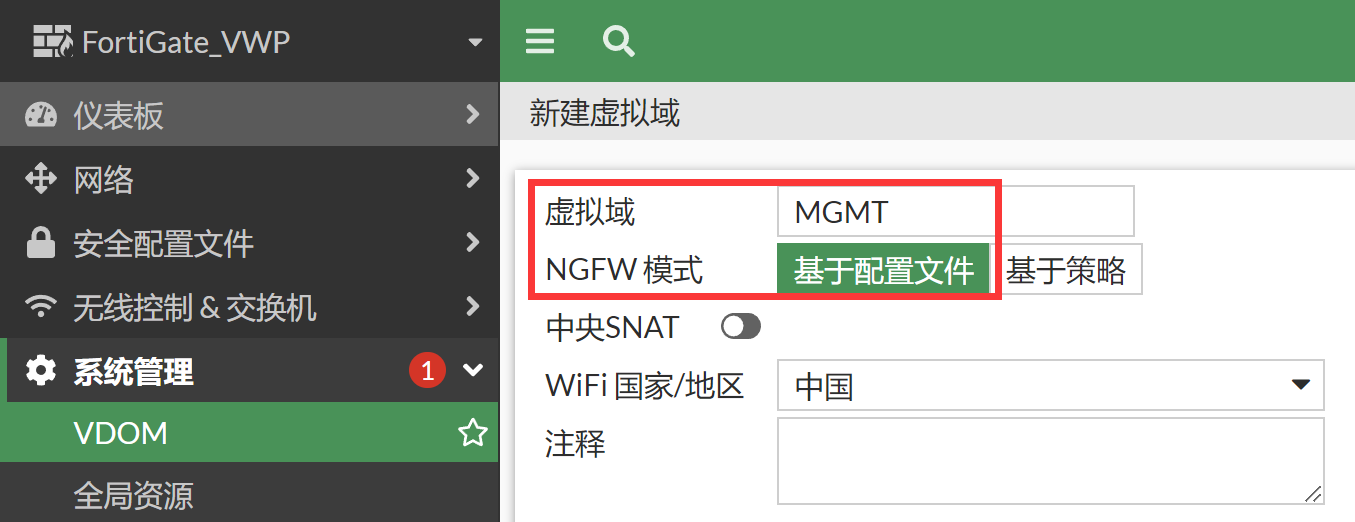 FortiGate_VWP
仪表板
网络
安全配置文件
无线控制 & 交换机
系统管理 1
VDOM
全局资源
新建虚拟域
虚拟域 MGMT
NGFW 模式 基于配置文件 基于策略
中央SNAT
WiFi 国家/地区 中国
注释